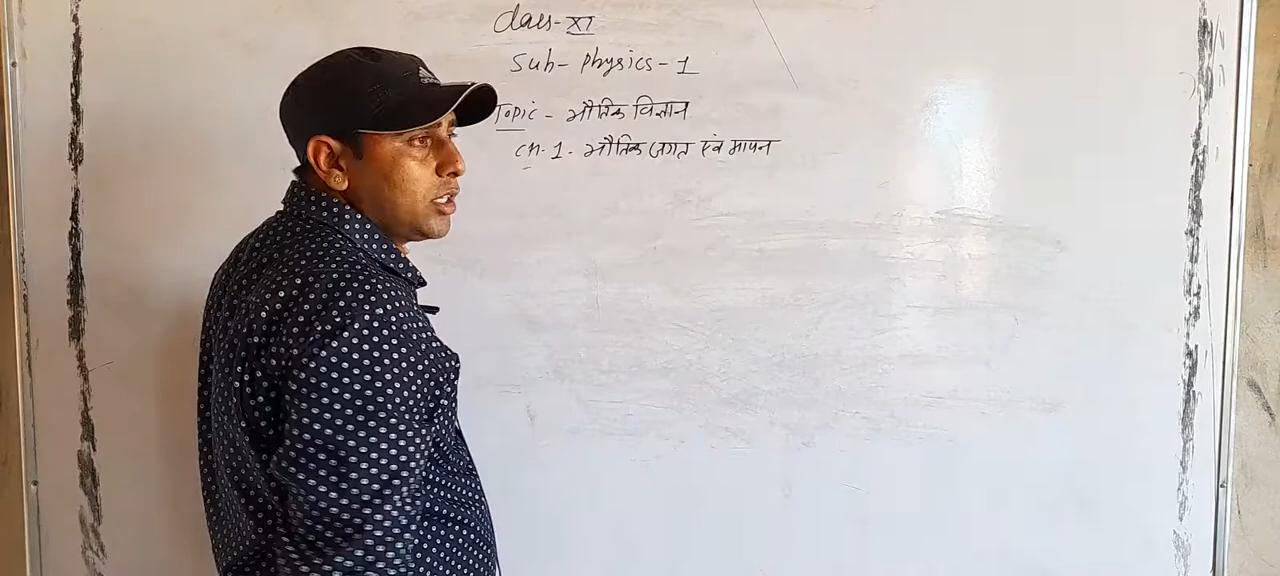 Class-XI
Sub- Physics-1
Topic - भौतिक विज्ञान
CH-1- भौतिक जगत एवं मापन